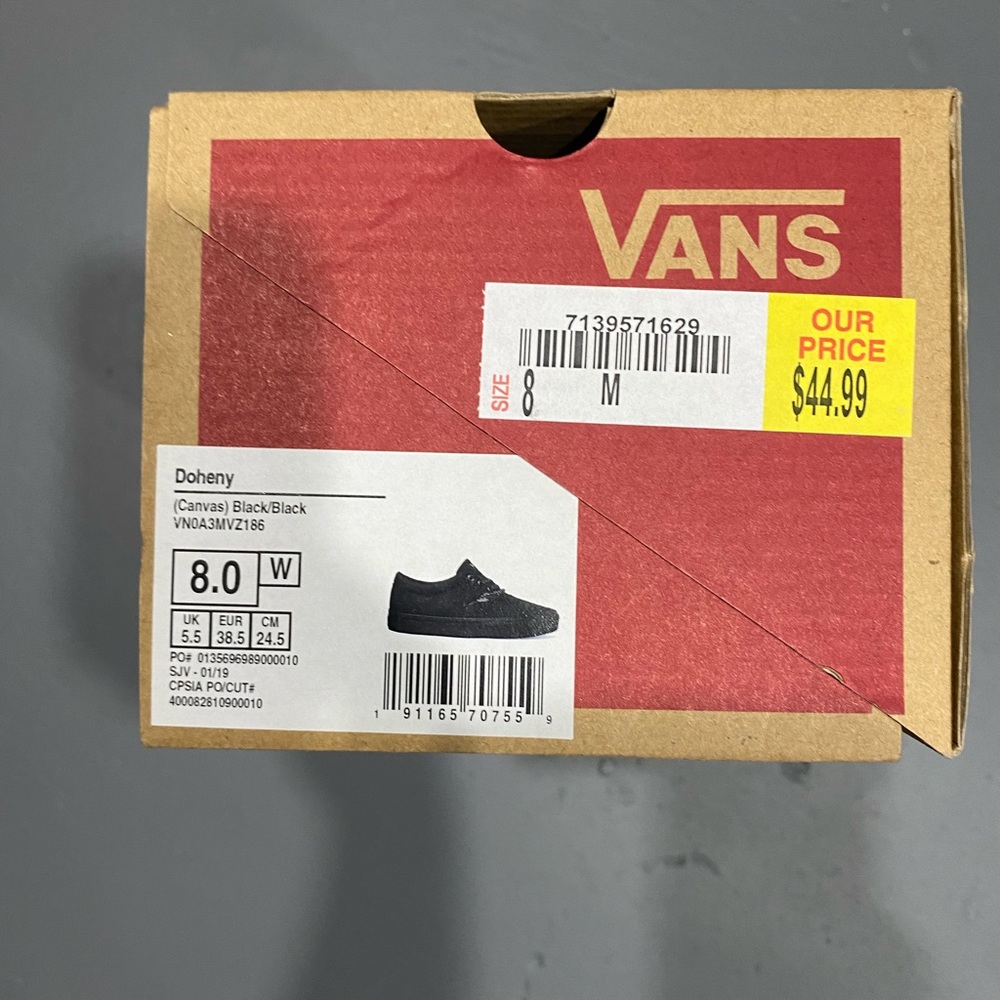 VANS
7139571629
SIZE 8 M
OUR
PRICE
$44.99
Doheny
(Canvas) Black/Black
VN0A3MVZ186
8.0 W
UK EUR CM
5.5 38.5 24.5
PO# 0135696989000010
SJV - 01/19
CPSIA PO/CUT#
400082810900010
1 91165 70755 9